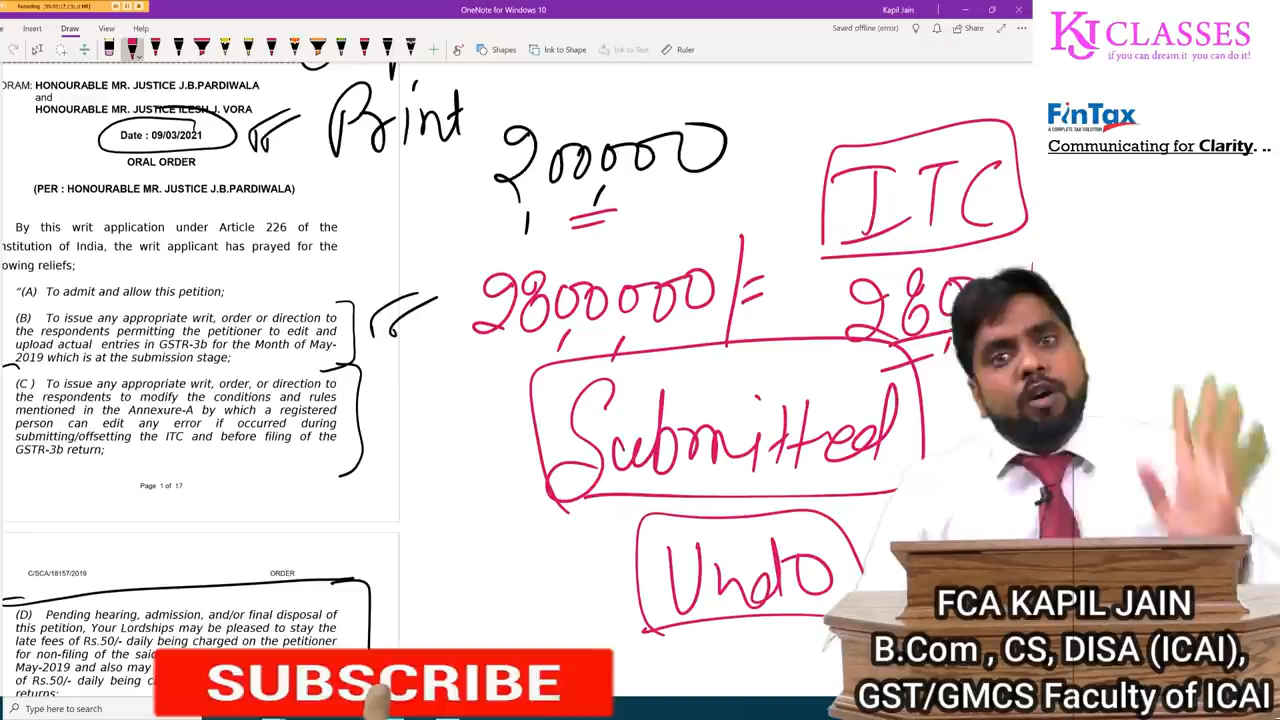 OneNote for Windows 10
Kapil Jain
Insert
Draw
View
Help
Saved offline (error)
Share
Shapes
Ink to Shape
Ink to Text
Ruler
KJ CLASSES
if you can dream it you can do it!
FinTax
A COMPLETE TAX SOLUTION
Communicating for Clarity. ..
ORAM: HONOURABLE MR. JUSTICE J.B.PARDIWALA
and
HONOURABLE MR. JUSTICE ILESH J. VORA
Date : 09/03/2021
ORAL ORDER
(PER : HONOURABLE MR. JUSTICE J.B.PARDIWALA)
By this writ application under Article 226 of the
nstitution of India, the writ applicant has prayed for the
owing reliefs;
“(A) To admit and allow this petition;
(B) To issue any appropriate writ, order or direction to
the respondents permitting the petitioner to edit and
upload actual entries in GSTR-3b for the Month of May-
2019 which is at the submission stage;
(C ) To issue any appropriate writ, order, or direction to
the respondents to modify the conditions and rules
mentioned in the Annexure-A by which a registered
person can edit any error if occurred during
submitting/offsetting the ITC and before filing of the
GSTR-3b return;
Page 1 of 17
C/SCA/18157/2019
ORDER
(D) Pending hearing, admission, and/or final disposal of
this petition, Your Lordships may be pleased to stay the
late fees of Rs.50/- daily being charged on the petitioner
for non-filing of the sai
May-2019 and also may
of Rs.50/- daily being c
returns;
Print
200000
ITC
2800000/=
280
Submitted
Undo
SUBSCRIBE
FCA KAPIL JAIN
B.Com , CS, DISA (ICAI),
GST/GMCS Faculty of ICAI
Type here to search